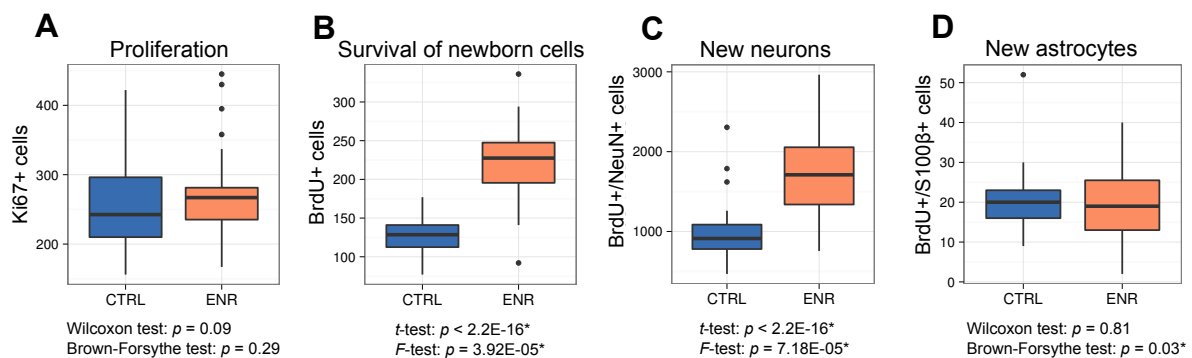 A
Proliferation
Ki67+ cells
400
300
200
CTRL
ENR
Wilcoxon test: p = 0.09
Brown-Forsythe test: p = 0.29
B
Survival of newborn cells
BrdU+ cells
300
250
200
150
100
CTRL
ENR
t-test: p < 2.2E-16*
F-test: p = 3.92E-05*
C
New neurons
BrdU+/NeuN+ cells
3000
2000
1000
CTRL
ENR
t-test: p < 2.2E-16*
F-test: p = 7.18E-05*
D
New astrocytes
BrdU+/S100β+ cells
50
40
30
20
10
0
CTRL
ENR
Wilcoxon test: p = 0.81
Brown-Forsythe test: p = 0.03*